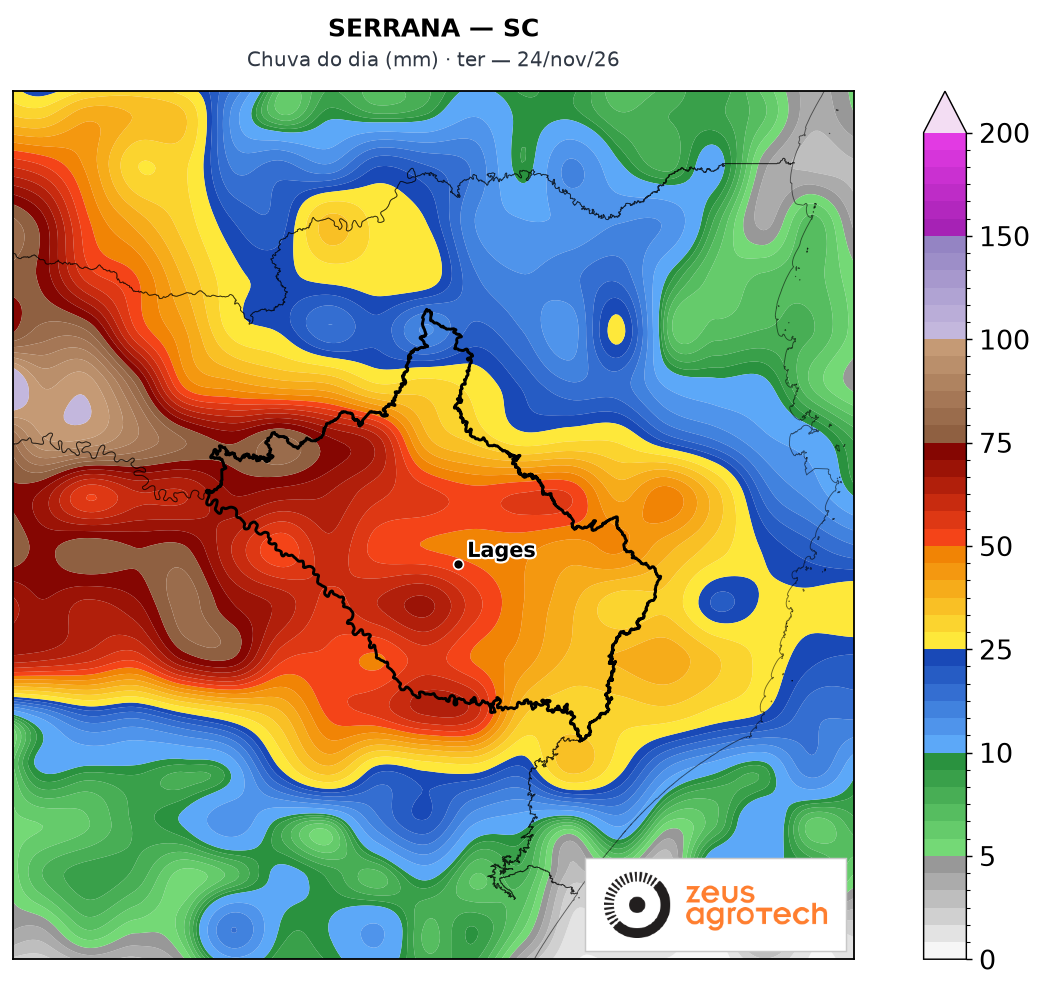 SERRANA — SC
Chuva do dia (mm) · ter — 24/nov/26
200
150
100
75
50
25
10
5
0
Lages
zeus
agrotech